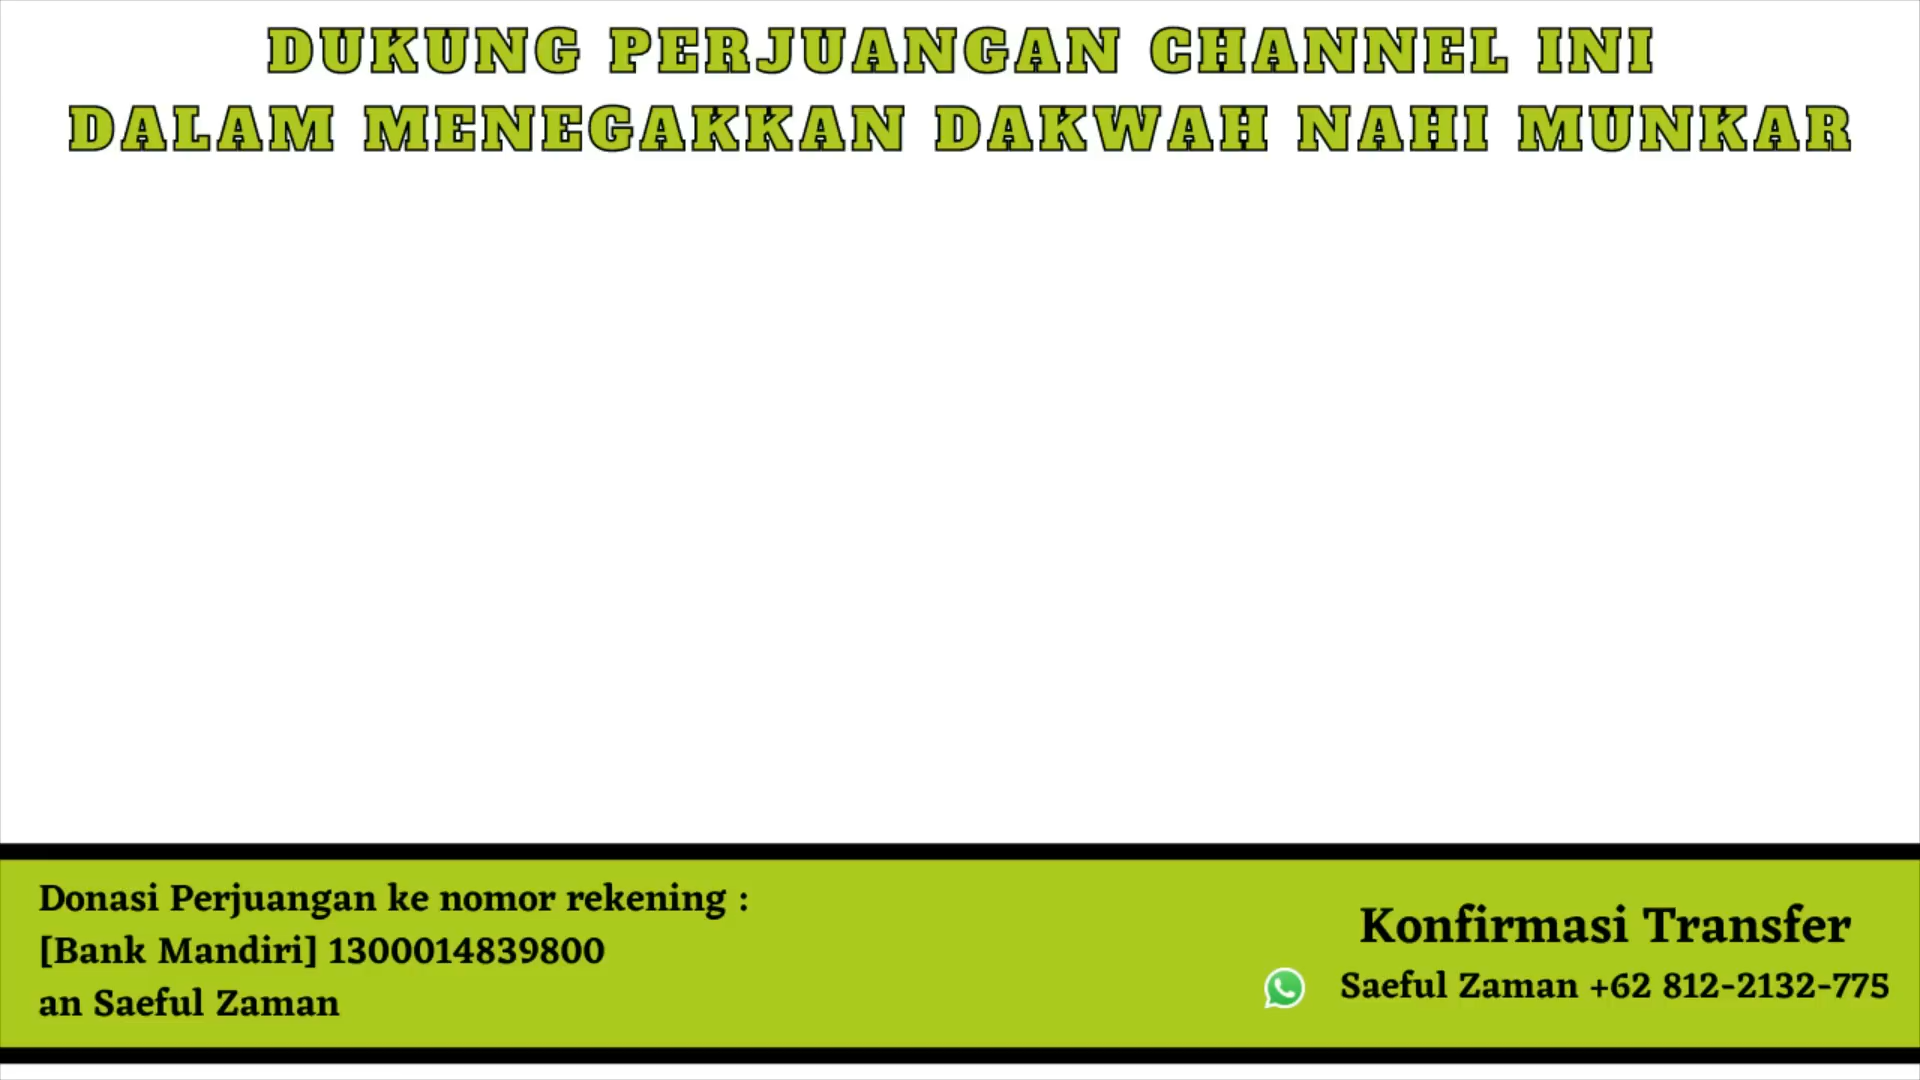 DUKUNG PERJUANGAN CHANNEL INI
DALAM MENEGAKKAN DAKWAH NAHI MUNKAR
Donasi Perjuangan ke nomor rekening :
[Bank Mandiri] 1300014839800
an Saeful Zaman
Konfirmasi Transfer
Saeful Zaman +62 812-2132-775